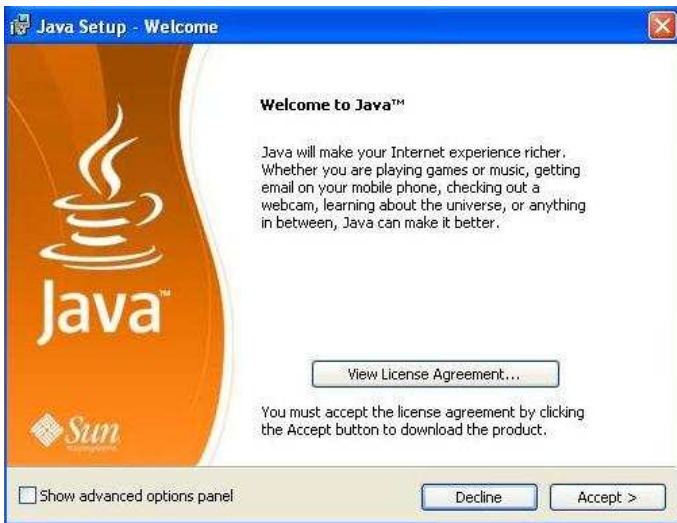 Java Setup - Welcome
Welcome to Java™
Java will make your Internet experience richer.
Whether you are playing games or music, getting
email on your mobile phone, checking out a
webcam, learning about the universe, or anything
in between, Java can make it better.
Java™
View License Agreement...
You must accept the license agreement by clicking
the Accept button to download the product.
Sun
Show advanced options panel
Decline
Accept >